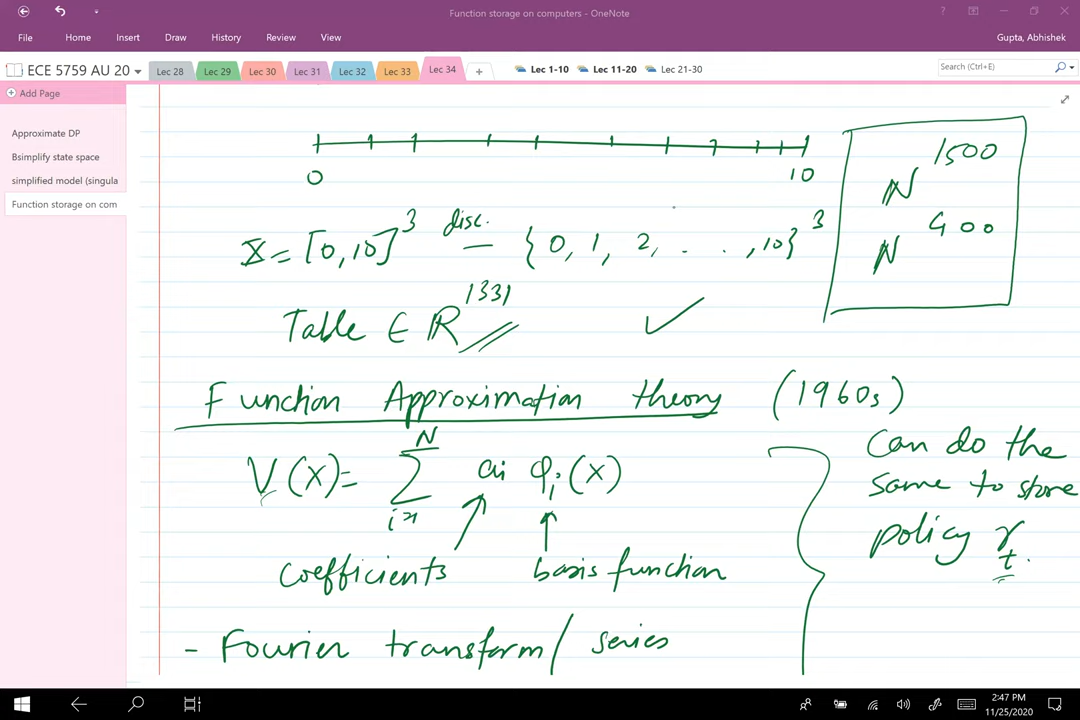 Function storage on computers - OneNote
File Home Insert Draw History Review View
Gupta, Abhishek
ECE 5759 AU 20
Lec 28 Lec 29 Lec 30 Lec 31 Lec 32 Lec 33 Lec 34
Lec 1-10 Lec 11-20 Lec 21-30
Search (Ctrl+E)
Add Page
Approximate DP
Bsimplify state space
simplified model (singula
Function storage on com
0 10
X = [0,10]^3 disc. {0, 1, 2, . . . , 10}^3
Table ∈ R^1331
N^1500
N^400
Function Approximation theory (1960s)
V(x) = Σ_{i=1}^N ai φi(x)
coefficients basis function
can do the
same to store
policy γt.
- Fourier transform / series
2:47 PM
11/25/2020